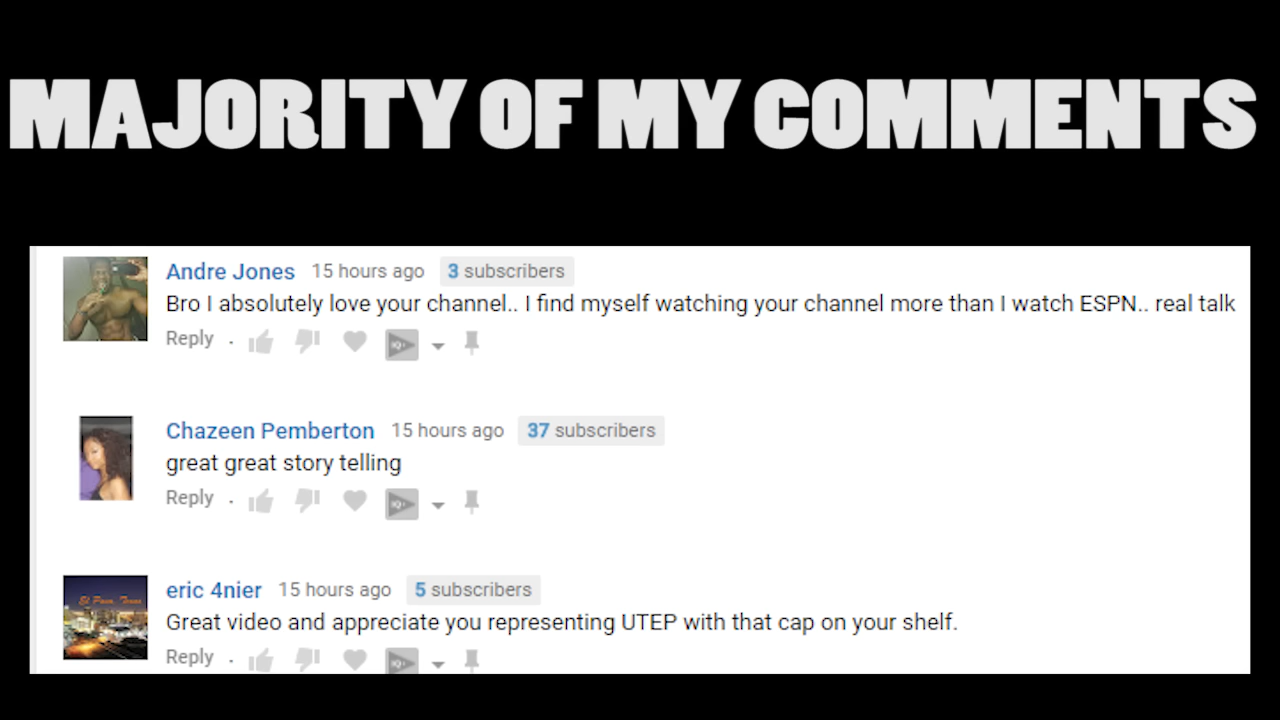 MAJORITY OF MY COMMENTS
Andre Jones 15 hours ago 3 subscribers
Bro I absolutely love your channel.. I find myself watching your channel more than I watch ESPN.. real talk
Reply .
Chazeen Pemberton 15 hours ago 37 subscribers
great great story telling
Reply .
El Paso, Texas
eric 4nier 15 hours ago 5 subscribers
Great video and appreciate you representing UTEP with that cap on your shelf.
Reply .